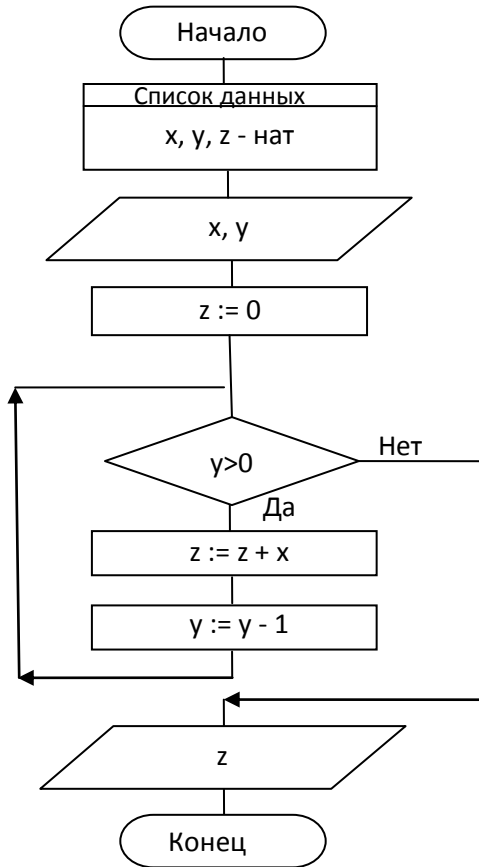 Начало
Список данных
x, y, z - нат
x, y
z := 0
y>0
Нет
Да
z := z + x
y := y - 1
z
Конец